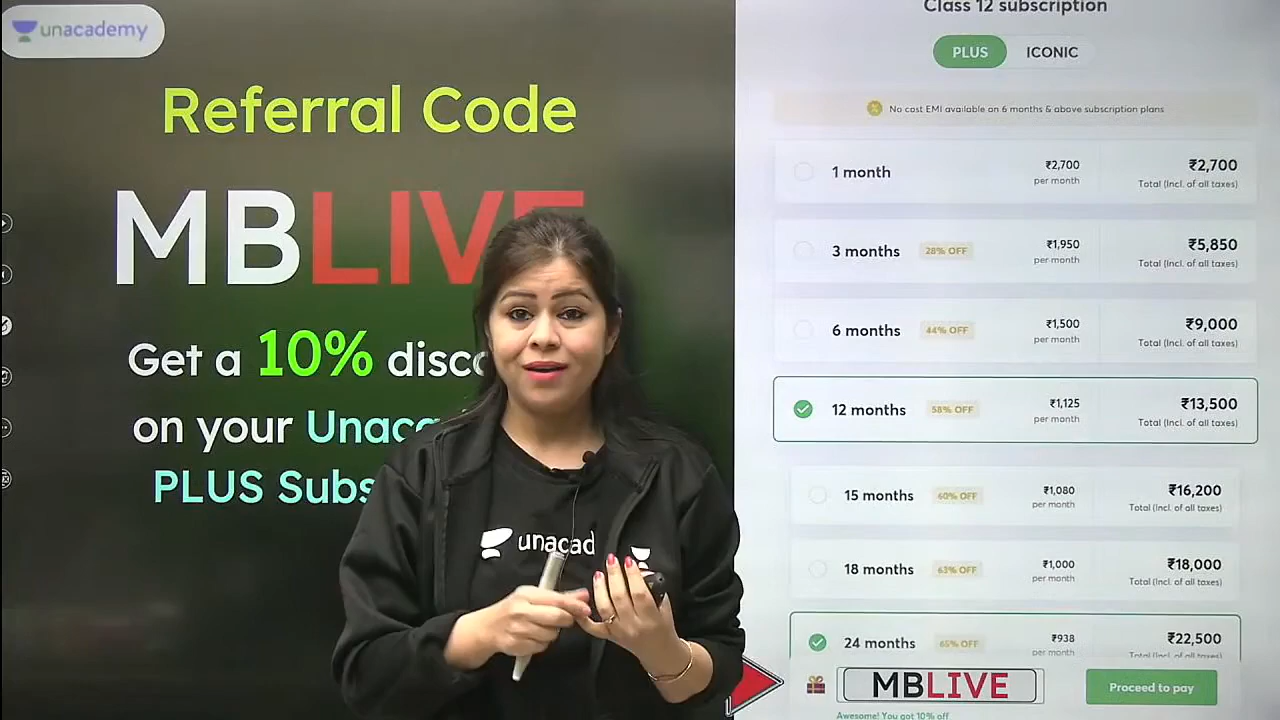 unacademy
Referral Code
MBLIVE
Get a 10% disc
on your Unaca
PLUS Subs
unacad
Class 12 subscription
PLUS ICONIC
No cost EMI available on 6 months & above subscription plans
1 month ₹2,700 per month ₹2,700 Total (Incl. of all taxes)
3 months 28% OFF ₹1,950 per month ₹5,850 Total (Incl. of all taxes)
6 months 44% OFF ₹1,500 per month ₹9,000 Total (Incl. of all taxes)
12 months 58% OFF ₹1,125 per month ₹13,500 Total (Incl. of all taxes)
15 months 60% OFF ₹1,080 per month ₹16,200 Total (Incl. of all taxes)
18 months 63% OFF ₹1,000 per month ₹18,000 Total (Incl. of all taxes)
24 months 65% OFF ₹938 per month ₹22,500 Total (Incl. of all taxes)
MBLIVE Proceed to pay
Awesome! You got 10% off